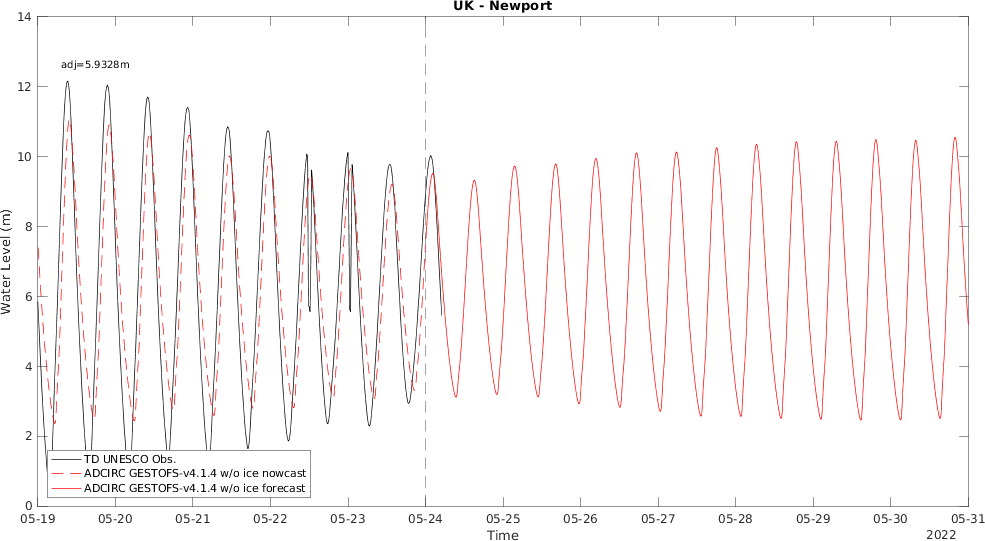 UK - Newport
14
12
10
8
6
4
2
0
Water Level (m)
adj=5.9328m
TD UNESCO Obs.
ADCIRC GESTOFS-v4.1.4 w/o ice nowcast
ADCIRC GESTOFS-v4.1.4 w/o ice forecast
05-19 05-20 05-21 05-22 05-23 05-24 05-25 05-26 05-27 05-28 05-29 05-30 05-31
Time
2022